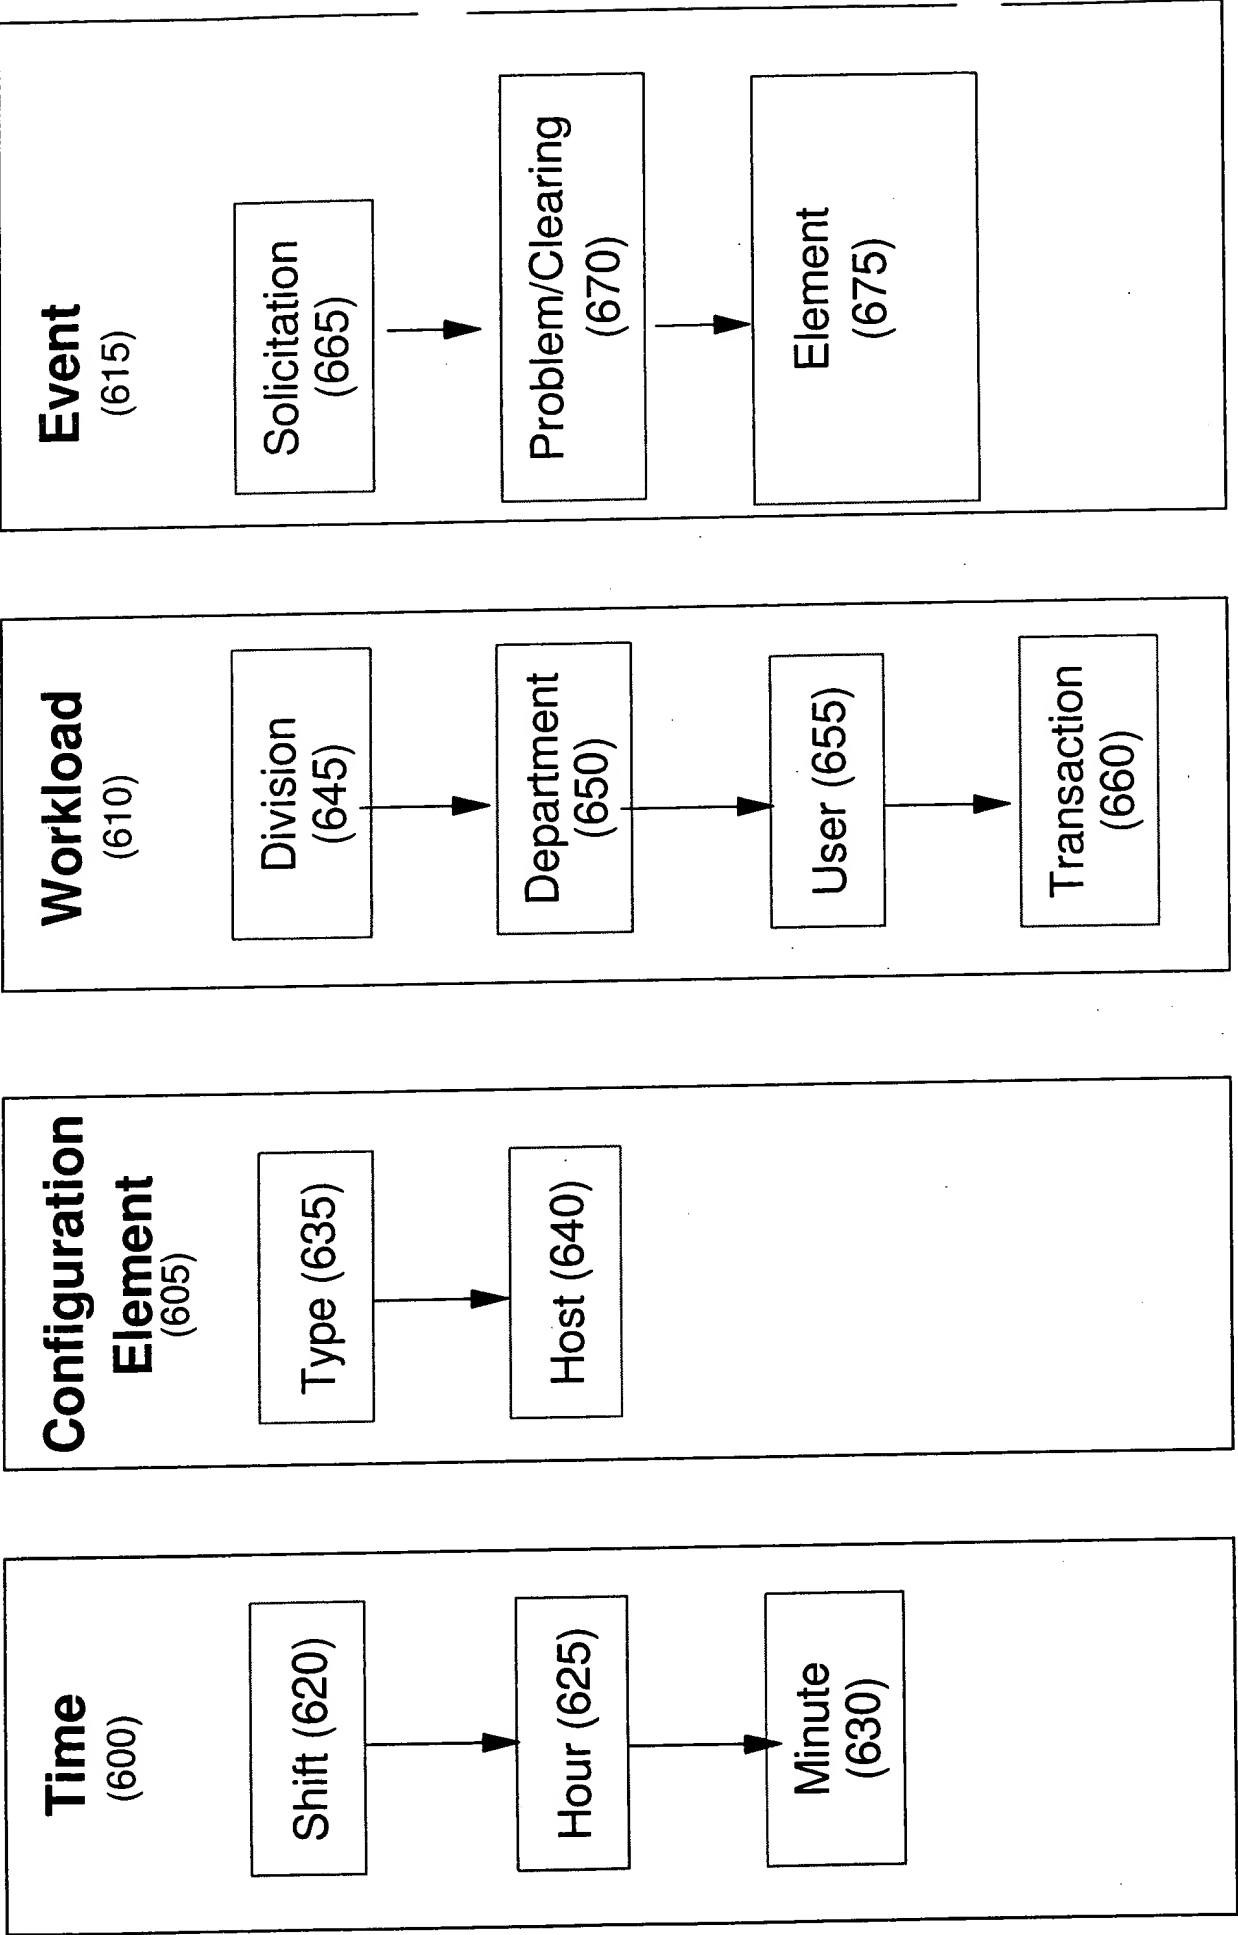 Time
(600)
Shift (620)
Hour (625)
Minute
(630)
Configuration
Element
(605)
Type (635)
Host (640)
Workload
(610)
Division
(645)
Department
(650)
User (655)
Transaction
(660)
Event
(615)
Solicitation
(665)
Problem/Clearing
(670)
Element
(675)